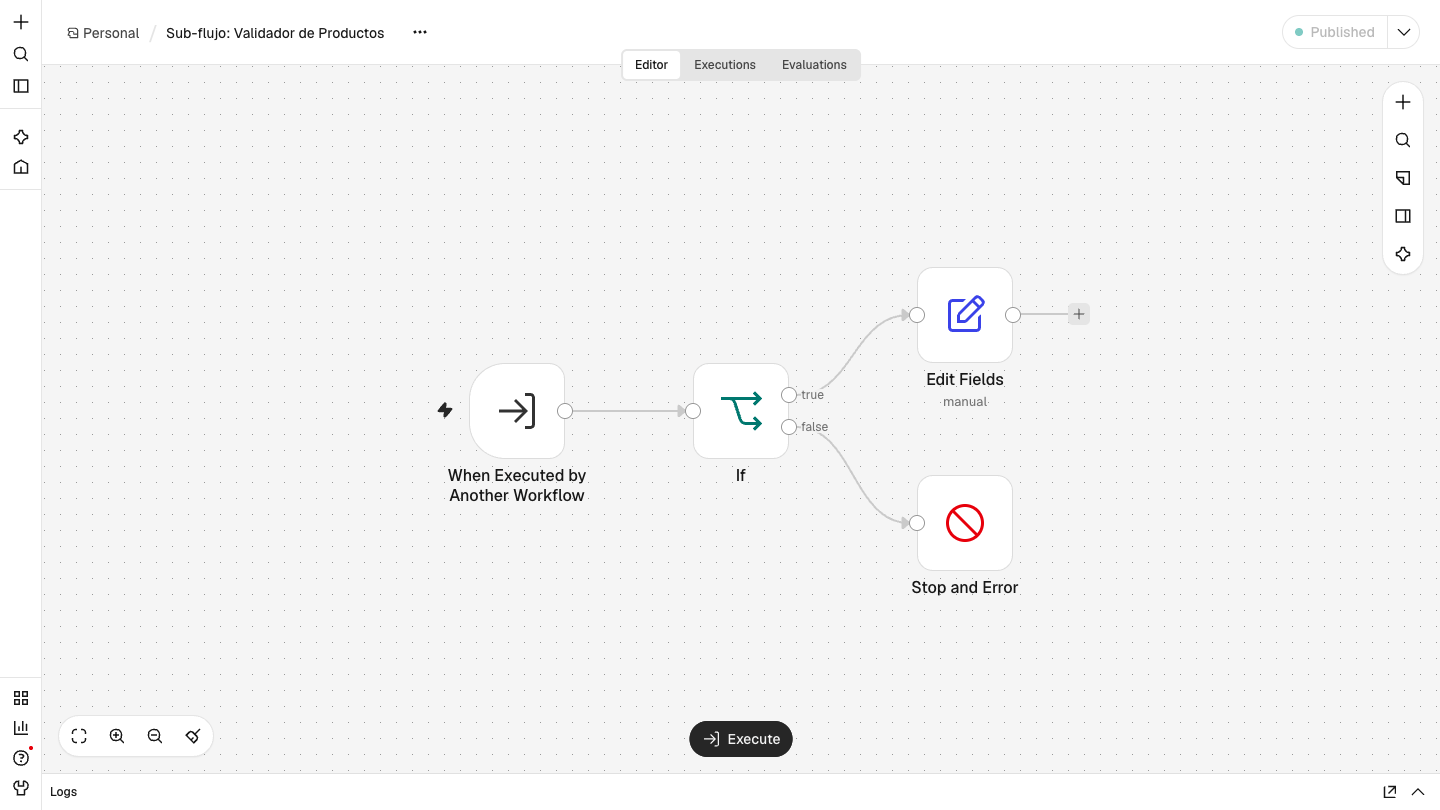 Personal / Sub-flujo: Validador de Productos
Published
Editor Executions Evaluations
Edit Fields
manual
true
false
When Executed by
Another Workflow
If
Stop and Error
Execute
Logs